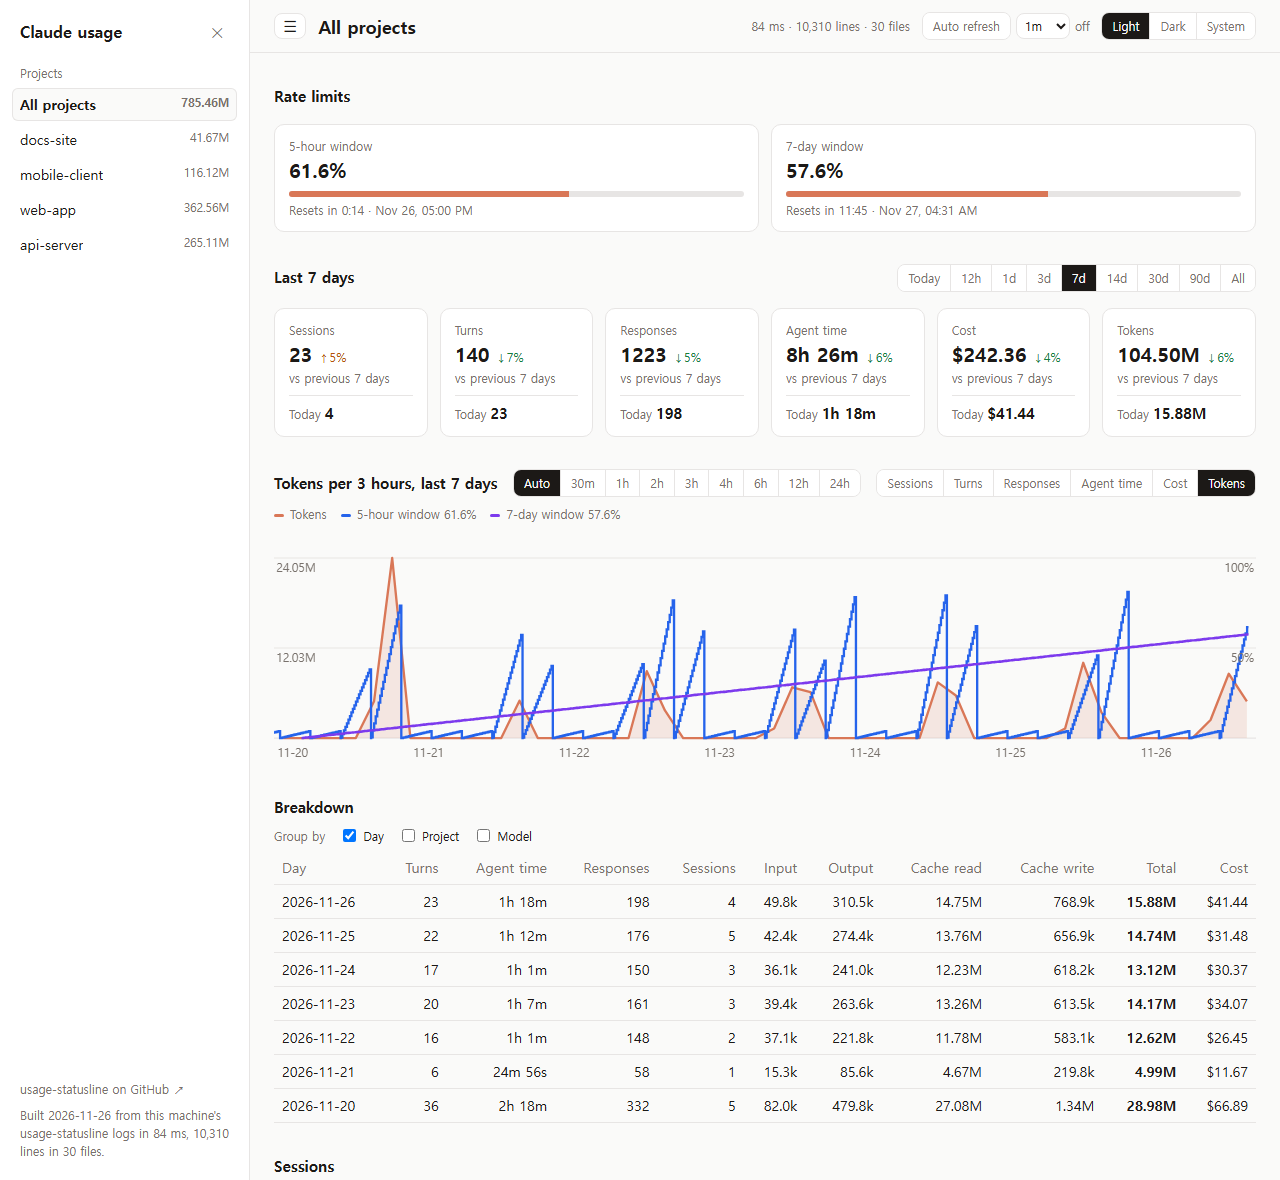 Claude usage
Projects
All projects 785.46M
docs-site 41.67M
mobile-client 116.12M
web-app 362.56M
api-server 265.11M
usage-statusline on GitHub ↗
Built 2026-11-26 from this machine's
usage-statusline logs in 84 ms, 10,310
lines in 30 files.
☰ All projects 84 ms · 10,310 lines · 30 files Auto refresh 1m off Light Dark System
Rate limits
5-hour window
61.6%
Resets in 0:14 · Nov 26, 05:00 PM
7-day window
57.6%
Resets in 11:45 · Nov 27, 04:31 AM
Last 7 days Today 12h 1d 3d 7d 14d 30d 90d All
Sessions
23 ↑5%
vs previous 7 days
Today 4
Turns
140 ↓7%
vs previous 7 days
Today 23
Responses
1223 ↓5%
vs previous 7 days
Today 198
Agent time
8h 26m ↓6%
vs previous 7 days
Today 1h 18m
Cost
$242.36 ↓4%
vs previous 7 days
Today $41.44
Tokens
104.50M ↓6%
vs previous 7 days
Today 15.88M
Tokens per 3 hours, last 7 days Auto 30m 1h 2h 3h 4h 6h 12h 24h Sessions Turns Responses Agent time Cost Tokens
Tokens 5-hour window 61.6% 7-day window 57.6%
24.05M 100%
12.03M 50%
11-20 11-21 11-22 11-23 11-24 11-25 11-26
Breakdown
Group by Day Project Model
Day Turns Agent time Responses Sessions Input Output Cache read Cache write Total Cost
2026-11-26 23 1h 18m 198 4 49.8k 310.5k 14.75M 768.9k 15.88M $41.44
2026-11-25 22 1h 12m 176 5 42.4k 274.4k 13.76M 656.9k 14.74M $31.48
2026-11-24 17 1h 1m 150 3 36.1k 241.0k 12.23M 618.2k 13.12M $30.37
2026-11-23 20 1h 7m 161 3 39.4k 263.6k 13.26M 613.5k 14.17M $34.07
2026-11-22 16 1h 1m 148 2 37.1k 221.8k 11.78M 583.1k 12.62M $26.45
2026-11-21 6 24m 56s 58 1 15.3k 85.6k 4.67M 219.8k 4.99M $11.67
2026-11-20 36 2h 18m 332 5 82.0k 479.8k 27.08M 1.34M 28.98M $66.89
Sessions